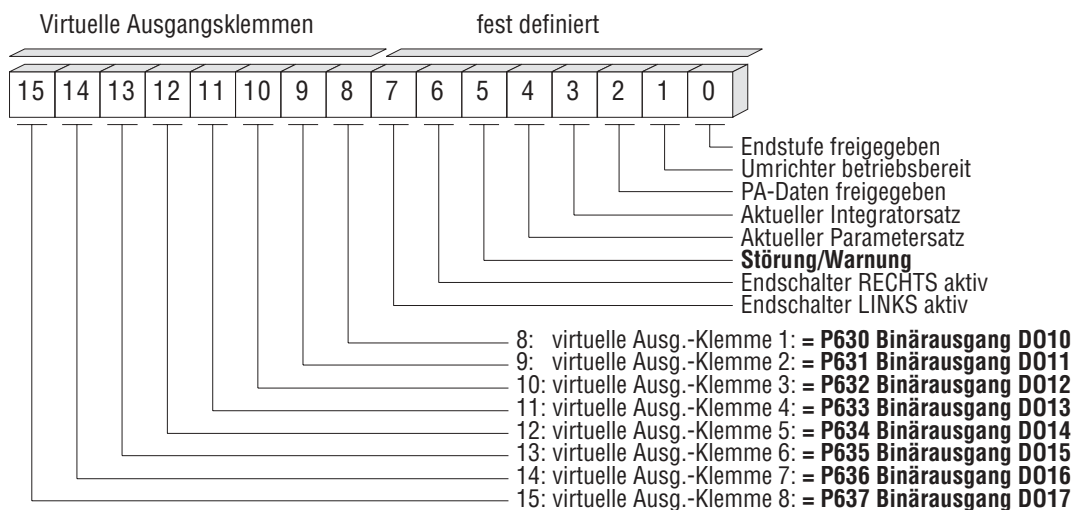 Virtuelle Ausgangsklemmen
fest definiert
15 14 13 12 11 10 9 8 7 6 5 4 3 2 1 0
Endstufe freigegeben
Umrichter betriebsbereit
PA-Daten freigegeben
Aktueller Integratorsatz
Aktueller Parametersatz
Störung/Warnung
Endschalter RECHTS aktiv
Endschalter LINKS aktiv
8: virtuelle Ausg.-Klemme 1: = P630 Binärausgang DO10
9: virtuelle Ausg.-Klemme 2: = P631 Binärausgang DO11
10: virtuelle Ausg.-Klemme 3: = P632 Binärausgang DO12
11: virtuelle Ausg.-Klemme 4: = P633 Binärausgang DO13
12: virtuelle Ausg.-Klemme 5: = P634 Binärausgang DO14
13: virtuelle Ausg.-Klemme 6: = P635 Binärausgang DO15
14: virtuelle Ausg.-Klemme 7: = P636 Binärausgang DO16
15: virtuelle Ausg.-Klemme 8: = P637 Binärausgang DO17